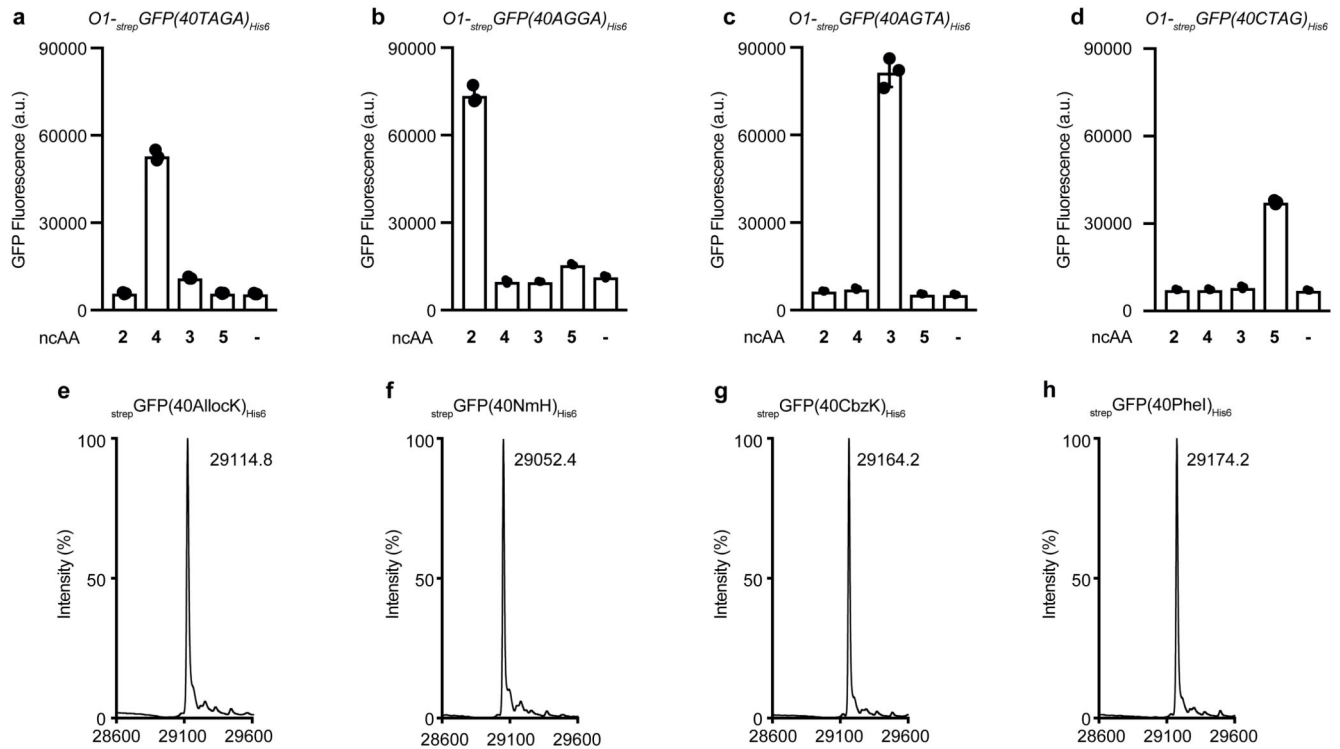 a
O1-strepGFP(40TAGA)His6
GFP Fluorescence (a.u.)
90000
60000
30000
0
ncAA 2 4 3 5 -
b
O1-strepGFP(40AGGA)His6
GFP Fluorescence (a.u.)
90000
60000
30000
0
ncAA 2 4 3 5 -
c
O1-strepGFP(40AGTA)His6
GFP Fluorescence (a.u.)
90000
60000
30000
0
ncAA 2 4 3 5 -
d
O1-strepGFP(40CTAG)His6
GFP Fluorescence (a.u.)
90000
60000
30000
0
ncAA 2 4 3 5 -
e
strepGFP(40AllocK)His6
Intensity (%)
100
50
0
29114.8
28600 29100 29600
f
strepGFP(40NmH)His6
Intensity (%)
100
50
0
29052.4
28600 29100 29600
g
strepGFP(40CbzK)His6
Intensity (%)
100
50
0
29164.2
28600 29100 29600
h
strepGFP(40PheI)His6
Intensity (%)
100
50
0
29174.2
28600 29100 29600